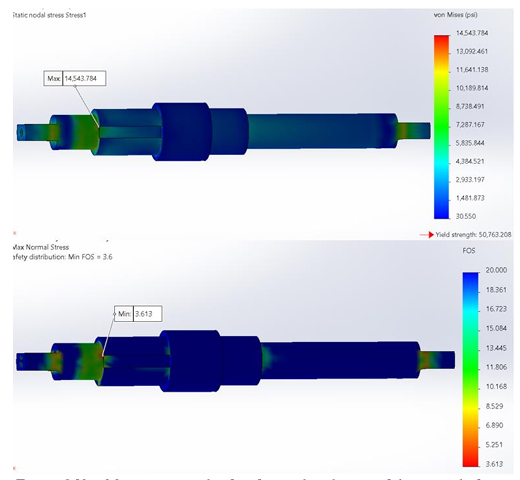 Static nodal stress Stress1
von Mises (psi)
14,543.784
13,092.461
11,641.138
10,189.814
8,738.491
7,287.167
5,835.844
4,384.521
2,933.197
1,481.873
30.550
Max: 14,543.784
Yield strength: 50,763.208
Max Normal Stress
afety distribution: Min FOS = 3.6
FOS
20.000
18.361
16.723
15.084
13.445
11.806
10.168
8.529
6.890
5.251
3.613
Min: 3.613